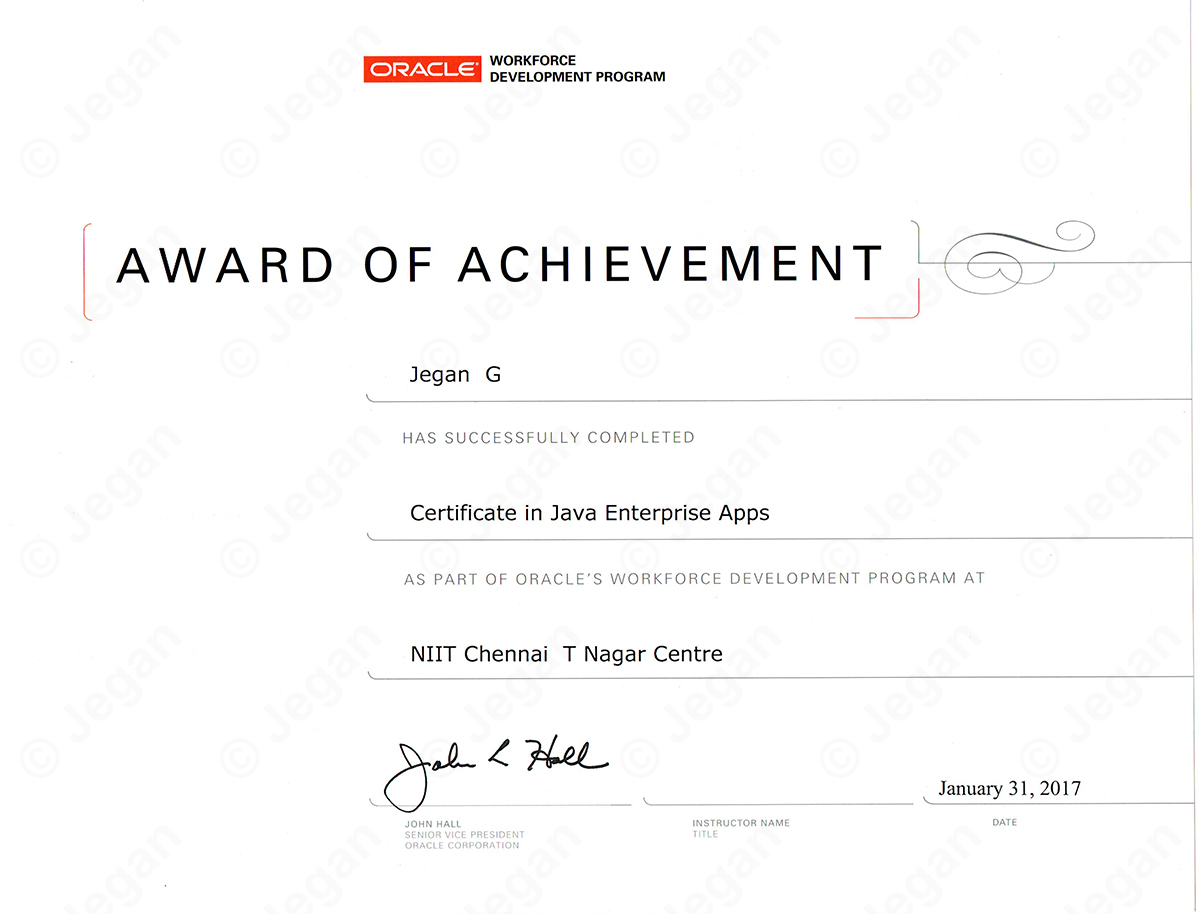 ORACLE® WORKFORCE
DEVELOPMENT PROGRAM
AWARD OF ACHIEVEMENT
Jegan G
HAS SUCCESSFULLY COMPLETED
Certificate in Java Enterprise Apps
AS PART OF ORACLE'S WORKFORCE DEVELOPMENT PROGRAM AT
NIIT Chennai T Nagar Centre
John L Hall
January 31, 2017
JOHN HALL
SENIOR VICE PRESIDENT
ORACLE CORPORATION
INSTRUCTOR NAME
TITLE
DATE
© Jegan